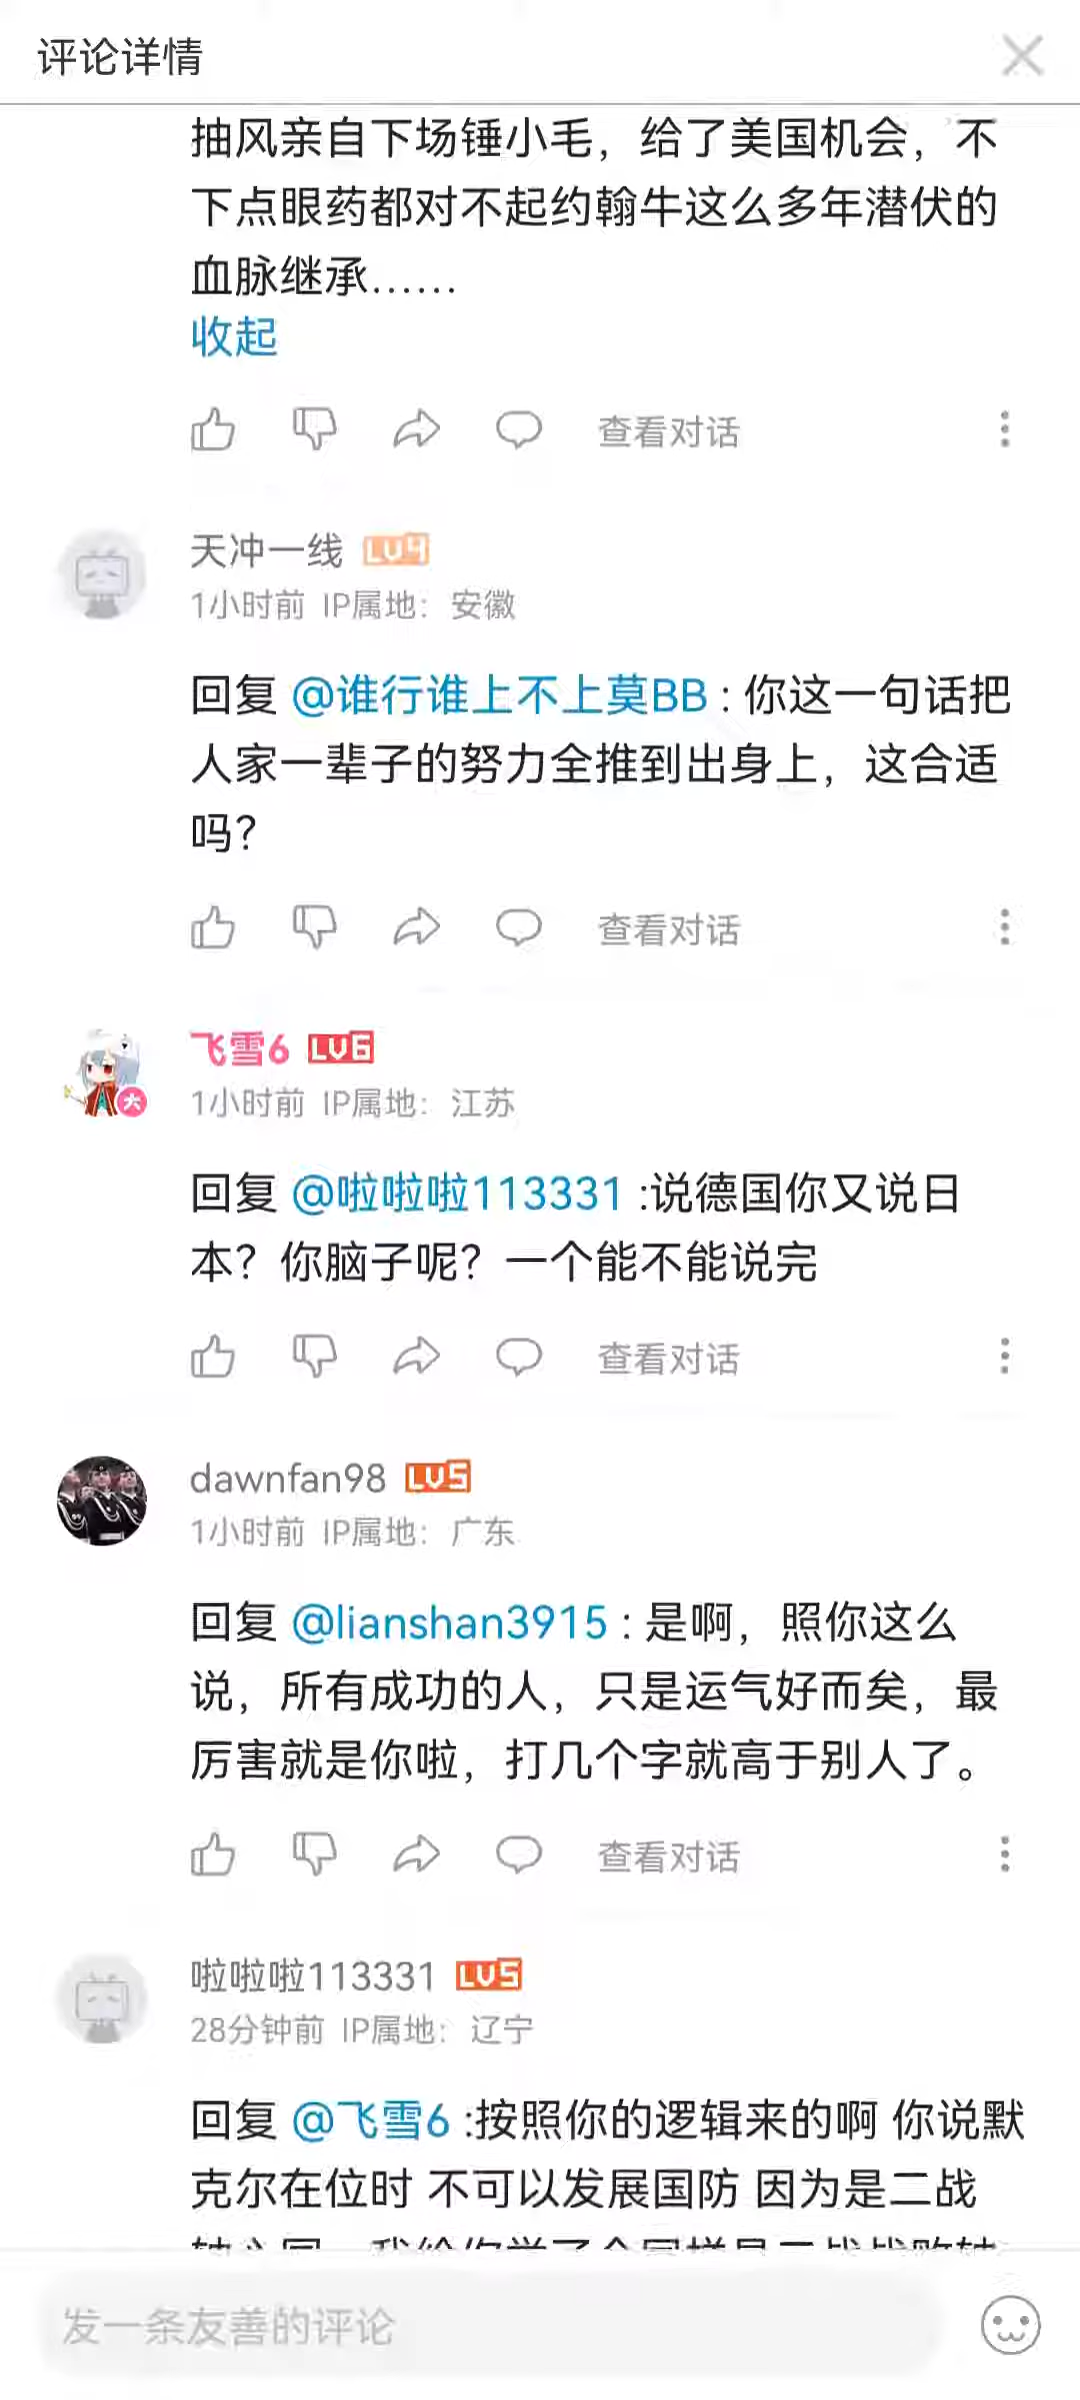 评论详情
抽风亲自下场锤小毛，给了美国机会，不
下点眼药都对不起约翰牛这么多年潜伏的
血脉继承……
收起
查看对话
天冲一线 LV4
1小时前 IP属地：安徽
回复 @谁行谁上不上莫BB : 你这一句话把
人家一辈子的努力全推到出身上，这合适
吗？
查看对话
飞雪6 LV6
1小时前 IP属地：江苏
回复 @啦啦啦113331 :说德国你又说日
本？你脑子呢？一个能不能说完
查看对话
dawnfan98 LV5
1小时前 IP属地：广东
回复 @lianshan3915 : 是啊，照你这么
说，所有成功的人，只是运气好而矣，最
厉害就是你啦，打几个字就高于别人了。
查看对话
啦啦啦113331 LV5
28分钟前 IP属地：辽宁
回复 @飞雪6 :按照你的逻辑来的啊 你说默
克尔在位时 不可以发展国防 因为是二战
发一条友善的评论